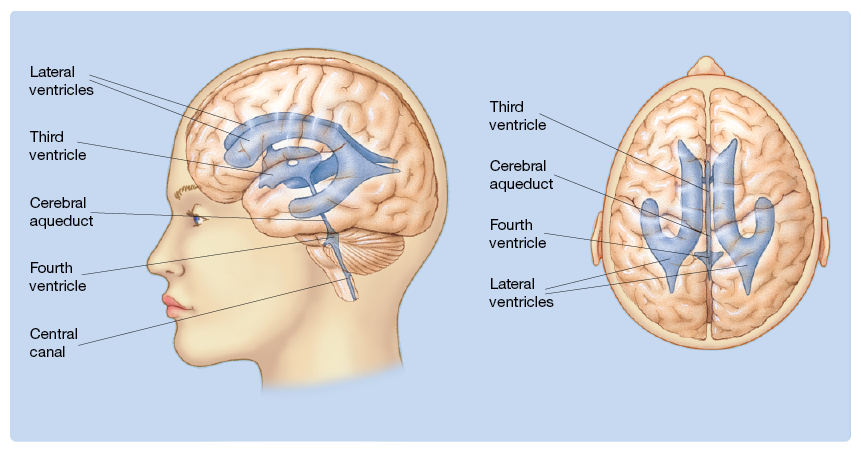 Lateral
ventricles
Third
ventricle
Cerebral
aqueduct
Fourth
ventricle
Central
canal
Third
ventricle
Cerebral
aqueduct
Fourth
ventricle
Lateral
ventricles